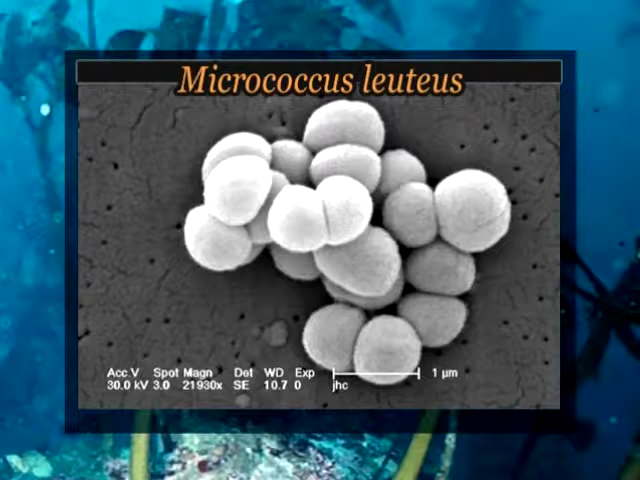 Micrococcus leuteus
Acc.V Spot Magn Det WD Exp
30.0 kV 3.0 21930x SE 10.7 0 jhc
1 µm